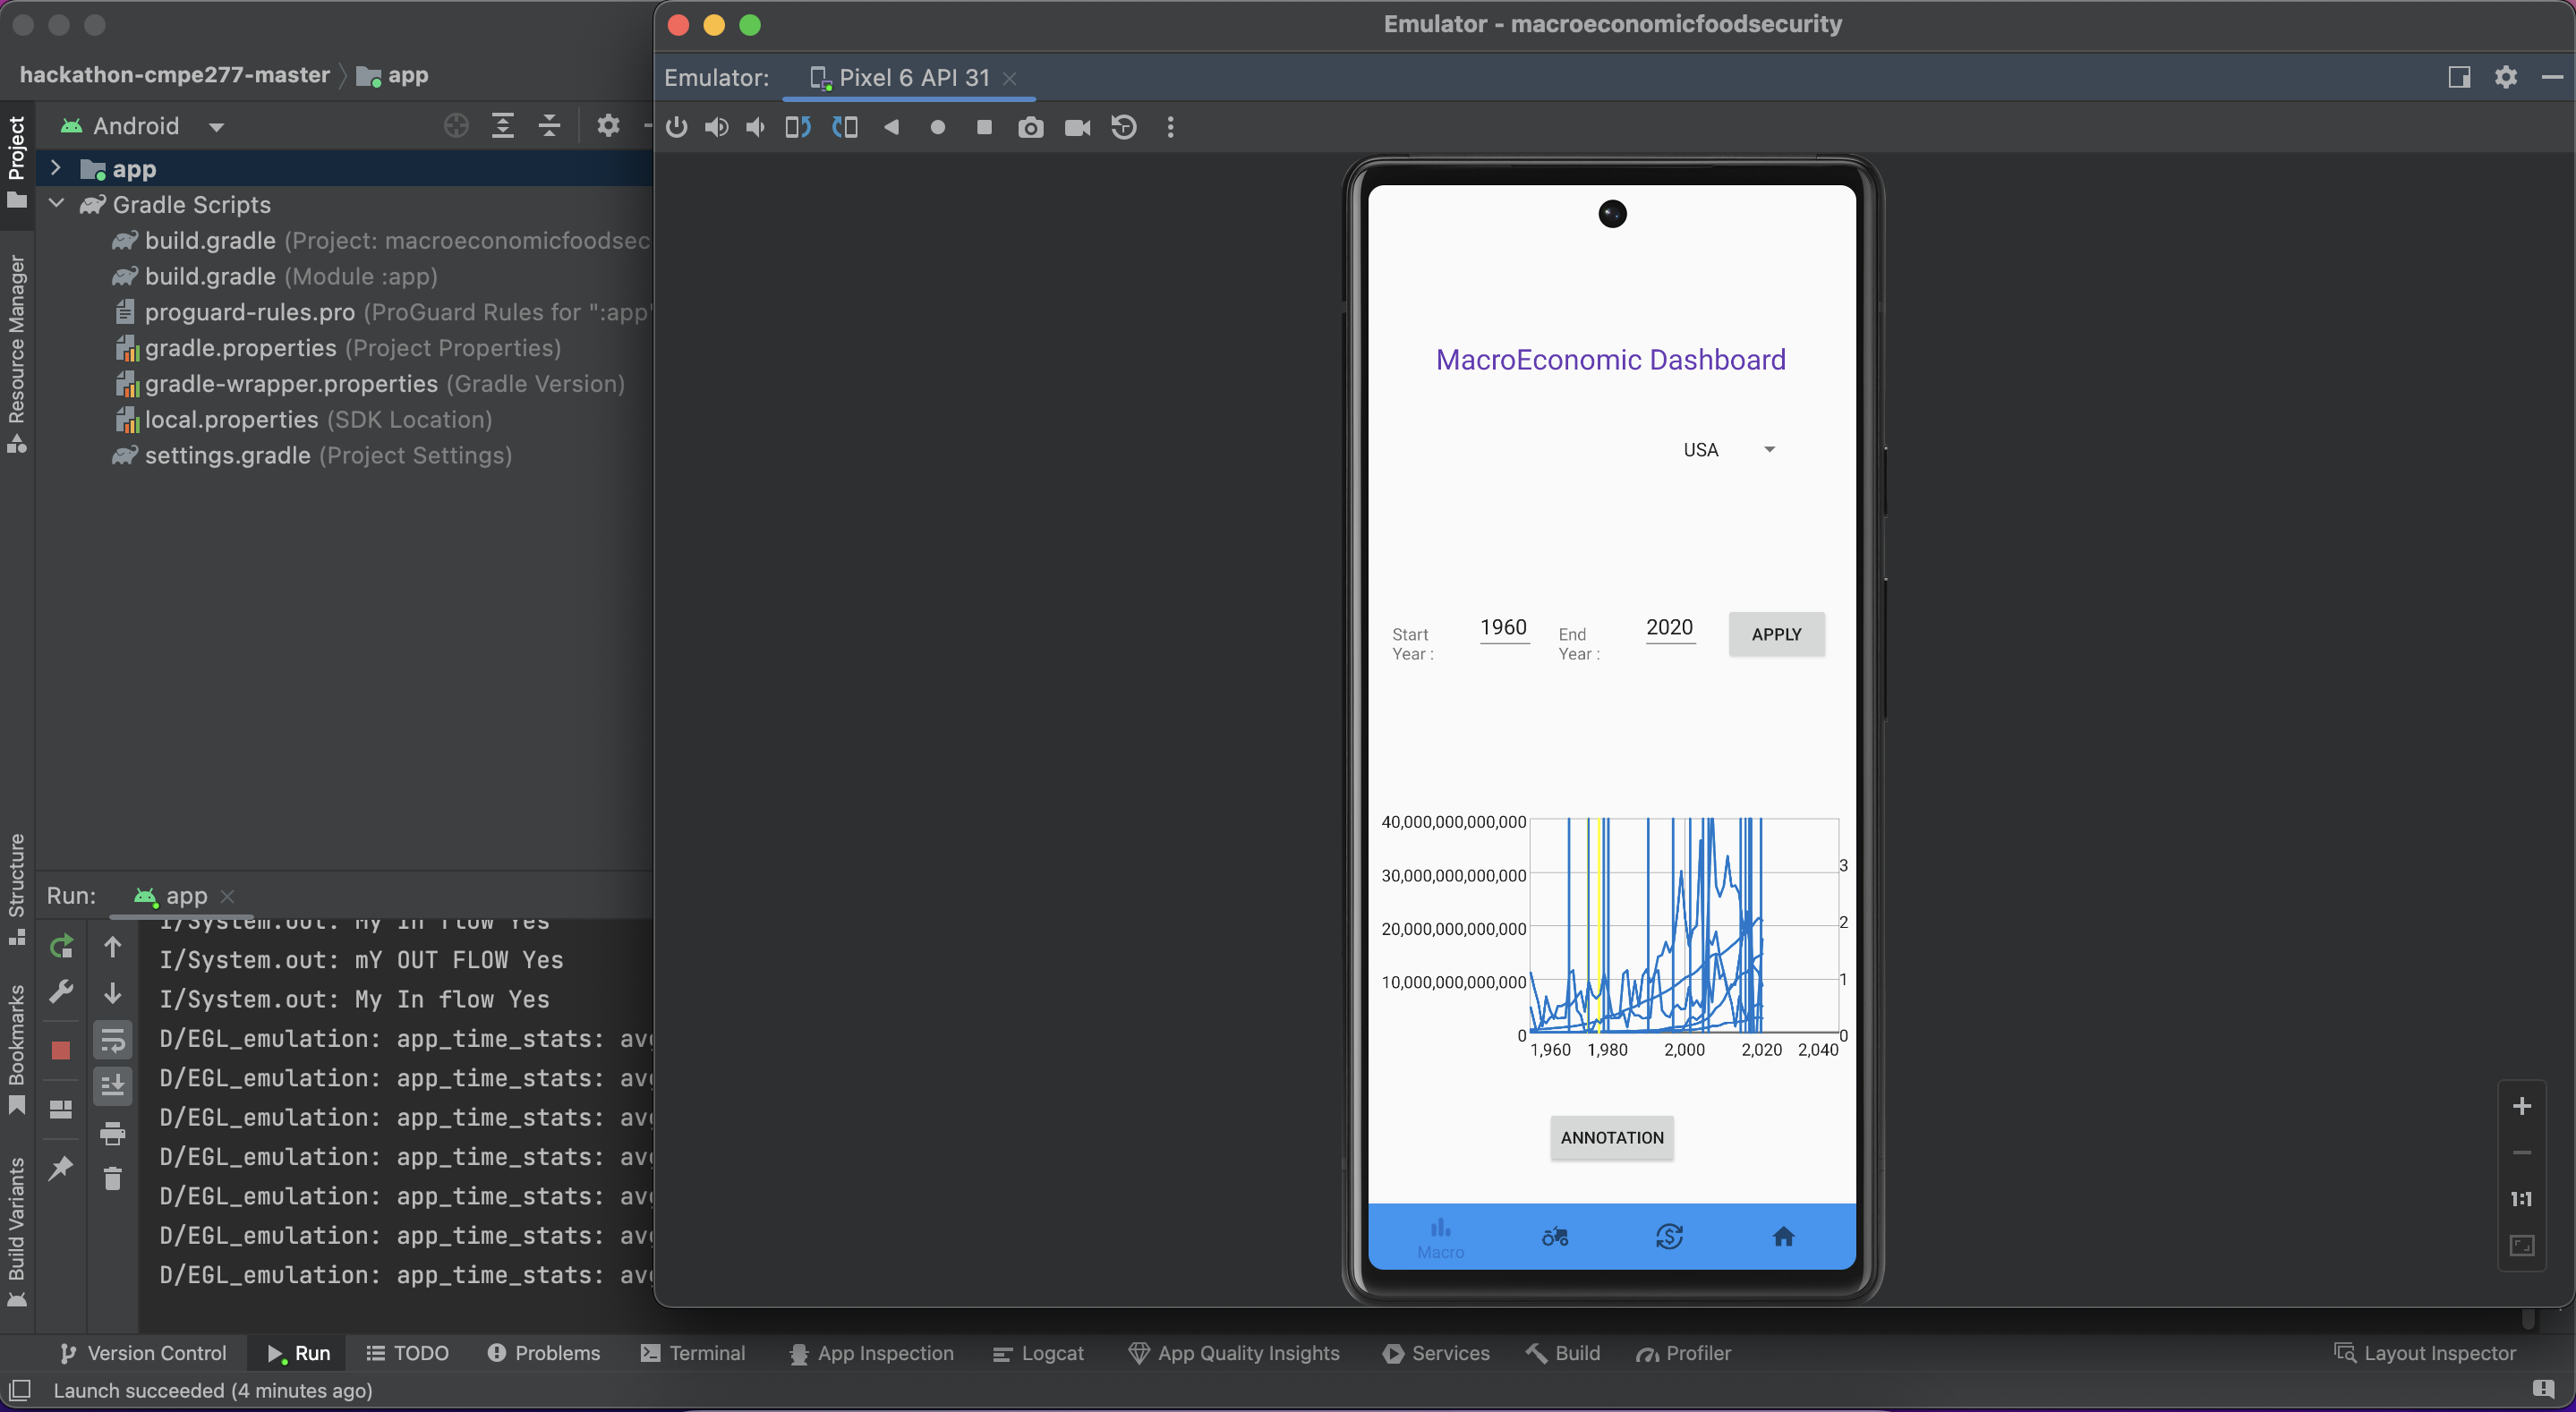 Emulator - macroeconomicfoodsecurity
hackathon-cmpe277-master
app
Emulator:
Pixel 6 API 31
Android
Project
Resource Manager
Structure
Bookmarks
Build Variants
app
Gradle Scripts
build.gradle (Project: macroeconomicfoodsec
build.gradle (Module :app)
proguard-rules.pro (ProGuard Rules for ":app"
gradle.properties (Project Properties)
gradle-wrapper.properties (Gradle Version)
local.properties (SDK Location)
settings.gradle (Project Settings)
MacroEconomic Dashboard
USA
Start Year :
1960
End Year :
2020
APPLY
40,000,000,000,000
30,000,000,000,000
20,000,000,000,000
10,000,000,000,000
0
3
2
1
0
1,960 1,980 2,000 2,020 2,040
ANNOTATION
Macro
Run:
app
I/System.out: My In flow Yes
I/System.out: mY OUT FLOW Yes
I/System.out: My In flow Yes
D/EGL_emulation: app_time_stats: avg
D/EGL_emulation: app_time_stats: avg
D/EGL_emulation: app_time_stats: avg
D/EGL_emulation: app_time_stats: avg
D/EGL_emulation: app_time_stats: avg
D/EGL_emulation: app_time_stats: avg
D/EGL_emulation: app_time_stats: avg
1:1
Version Control
Run
TODO
Problems
Terminal
App Inspection
Logcat
App Quality Insights
Services
Build
Profiler
Layout Inspector
Launch succeeded (4 minutes ago)